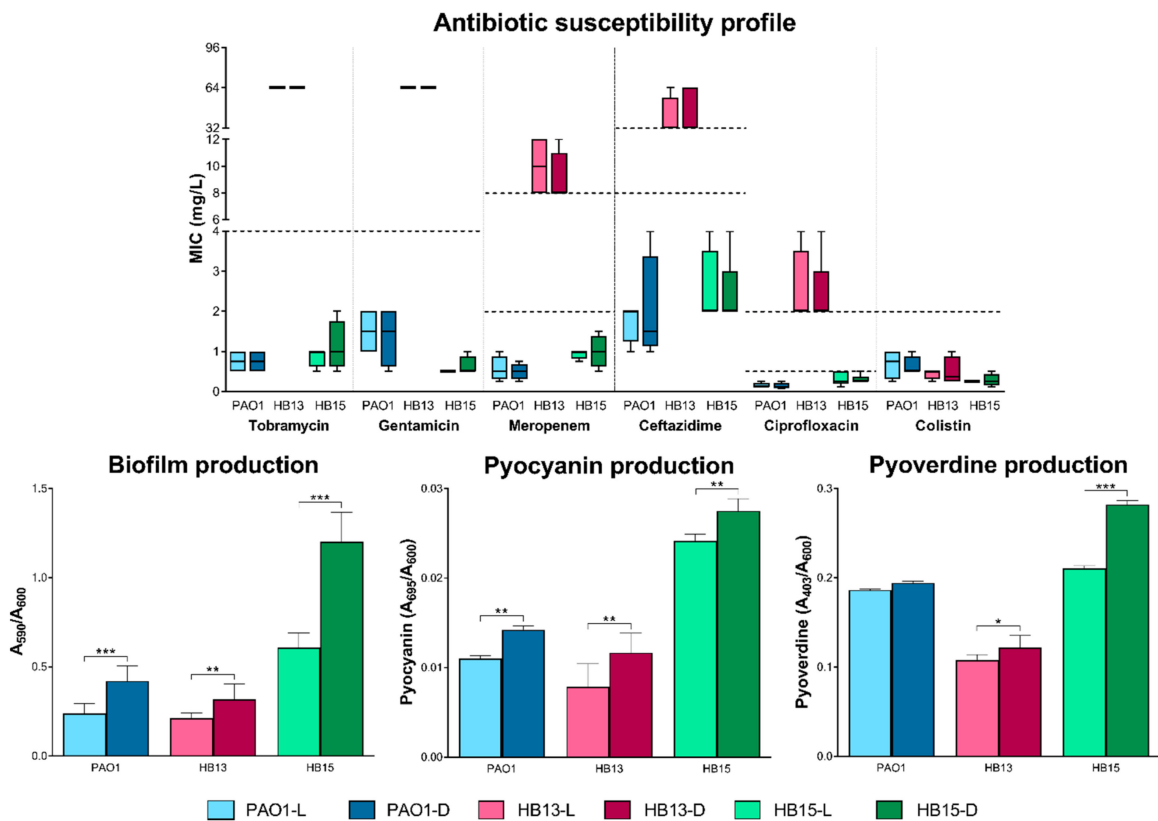 Antibiotic susceptibility profile
MIC (mg/L)
96
64
32
12
10
8
6
4
3
2
1
0
PAO1 HB13 HB15 PAO1 HB13 HB15 PAO1 HB13 HB15 PAO1 HB13 HB15 PAO1 HB13 HB15 PAO1 HB13 HB15
Tobramycin Gentamicin Meropenem Ceftazidime Ciprofloxacin Colistin
Biofilm production
A590/A600
1.5
1.0
0.5
0.0
***
**
***
PAO1 HB13 HB15
Pyocyanin production
Pyocyanin (A695/A600)
0.03
0.02
0.01
0.00
**
**
**
PAO1 HB13 HB15
Pyoverdine production
Pyoverdine (A403/A600)
0.3
0.2
0.1
0.0
*
***
PAO1 HB13 HB15
PAO1-L PAO1-D HB13-L HB13-D HB15-L HB15-D